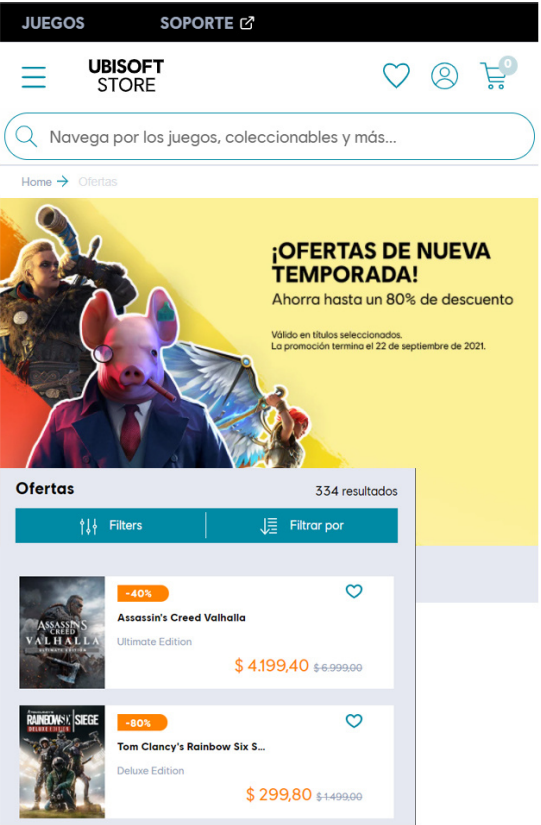 JUEGOS SOPORTE
UBISOFT
STORE
0
Navega por los juegos, coleccionables y más...
Home → Ofertas
¡OFERTAS DE NUEVA
TEMPORADA!
Ahorra hasta un 80% de descuento
Válido en títulos seleccionados.
La promoción termina el 22 de septiembre de 2021.
Ofertas 334 resultados
Filters Filtrar por
ASSASSIN'S
CREED
VALHALLA
ULTIMATE EDITION
-40%
Assassin's Creed Valhalla
Ultimate Edition
$ 4.199,40 $ 6.999,00
RAINBOW SIX SIEGE
DELUXE EDITION
-80%
Tom Clancy's Rainbow Six S...
Deluxe Edition
$ 299,80 $ 1.499,00